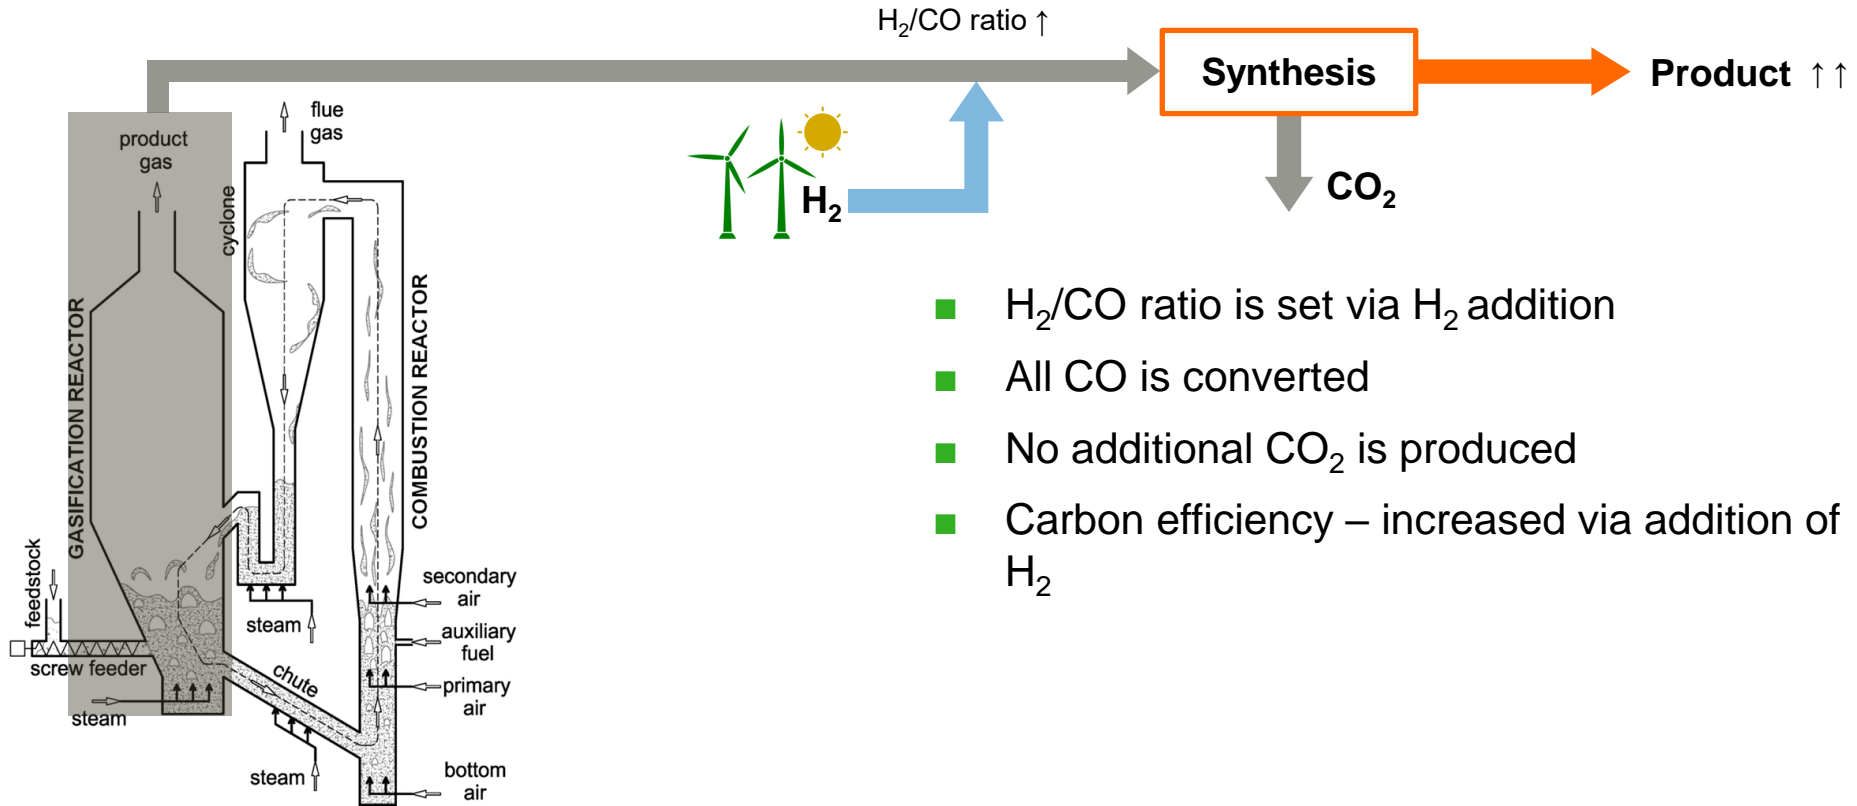 H₂/CO ratio ↑
Synthesis
Product ↑ ↑
CO₂
H₂
flue
gas
product
gas
cyclone
GASIFICATION REACTOR
COMBUSTION REACTOR
feedstock
screw feeder
steam
steam
chute
steam
secondary
air
auxiliary
fuel
primary
air
bottom
air
■ H₂/CO ratio is set via H₂ addition
■ All CO is converted
■ No additional CO₂ is produced
■ Carbon efficiency – increased via addition of
H₂